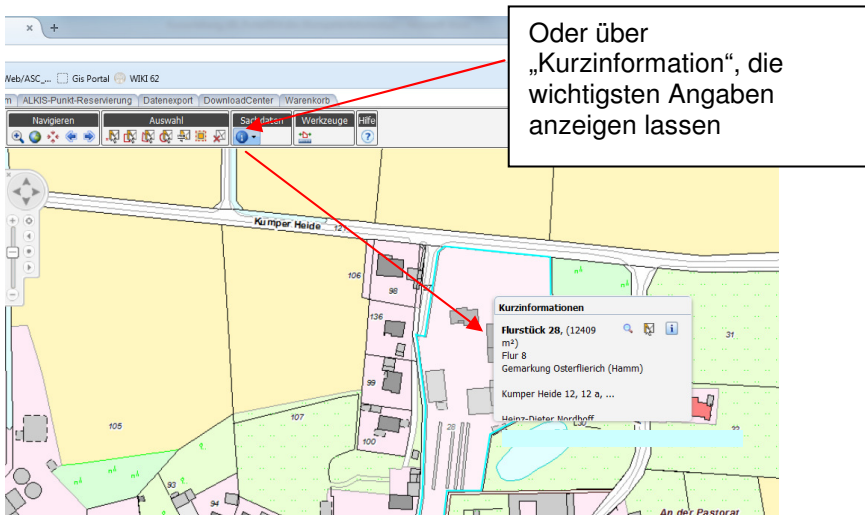 Oder über
„Kurzinformation“, die
wichtigsten Angaben
anzeigen lassen
× +
Web/ASC_... Gis Portal WIKI 62
m ALKIS-Punkt-Reservierung Datenexport DownloadCenter Warenkorb
Navigieren Auswahl Sachdaten Werkzeuge Hilfe
Kumper Heide
121
106
98
136
99
100
107
105
93
94
28
31
Kurzinformationen
Flurstück 28, (12409
m²)
Flur 8
Gemarkung Osterflierich (Hamm)
Kumper Heide 12, 12 a, ...
Heinz-Dieter Nordhoff
An der Pastorat